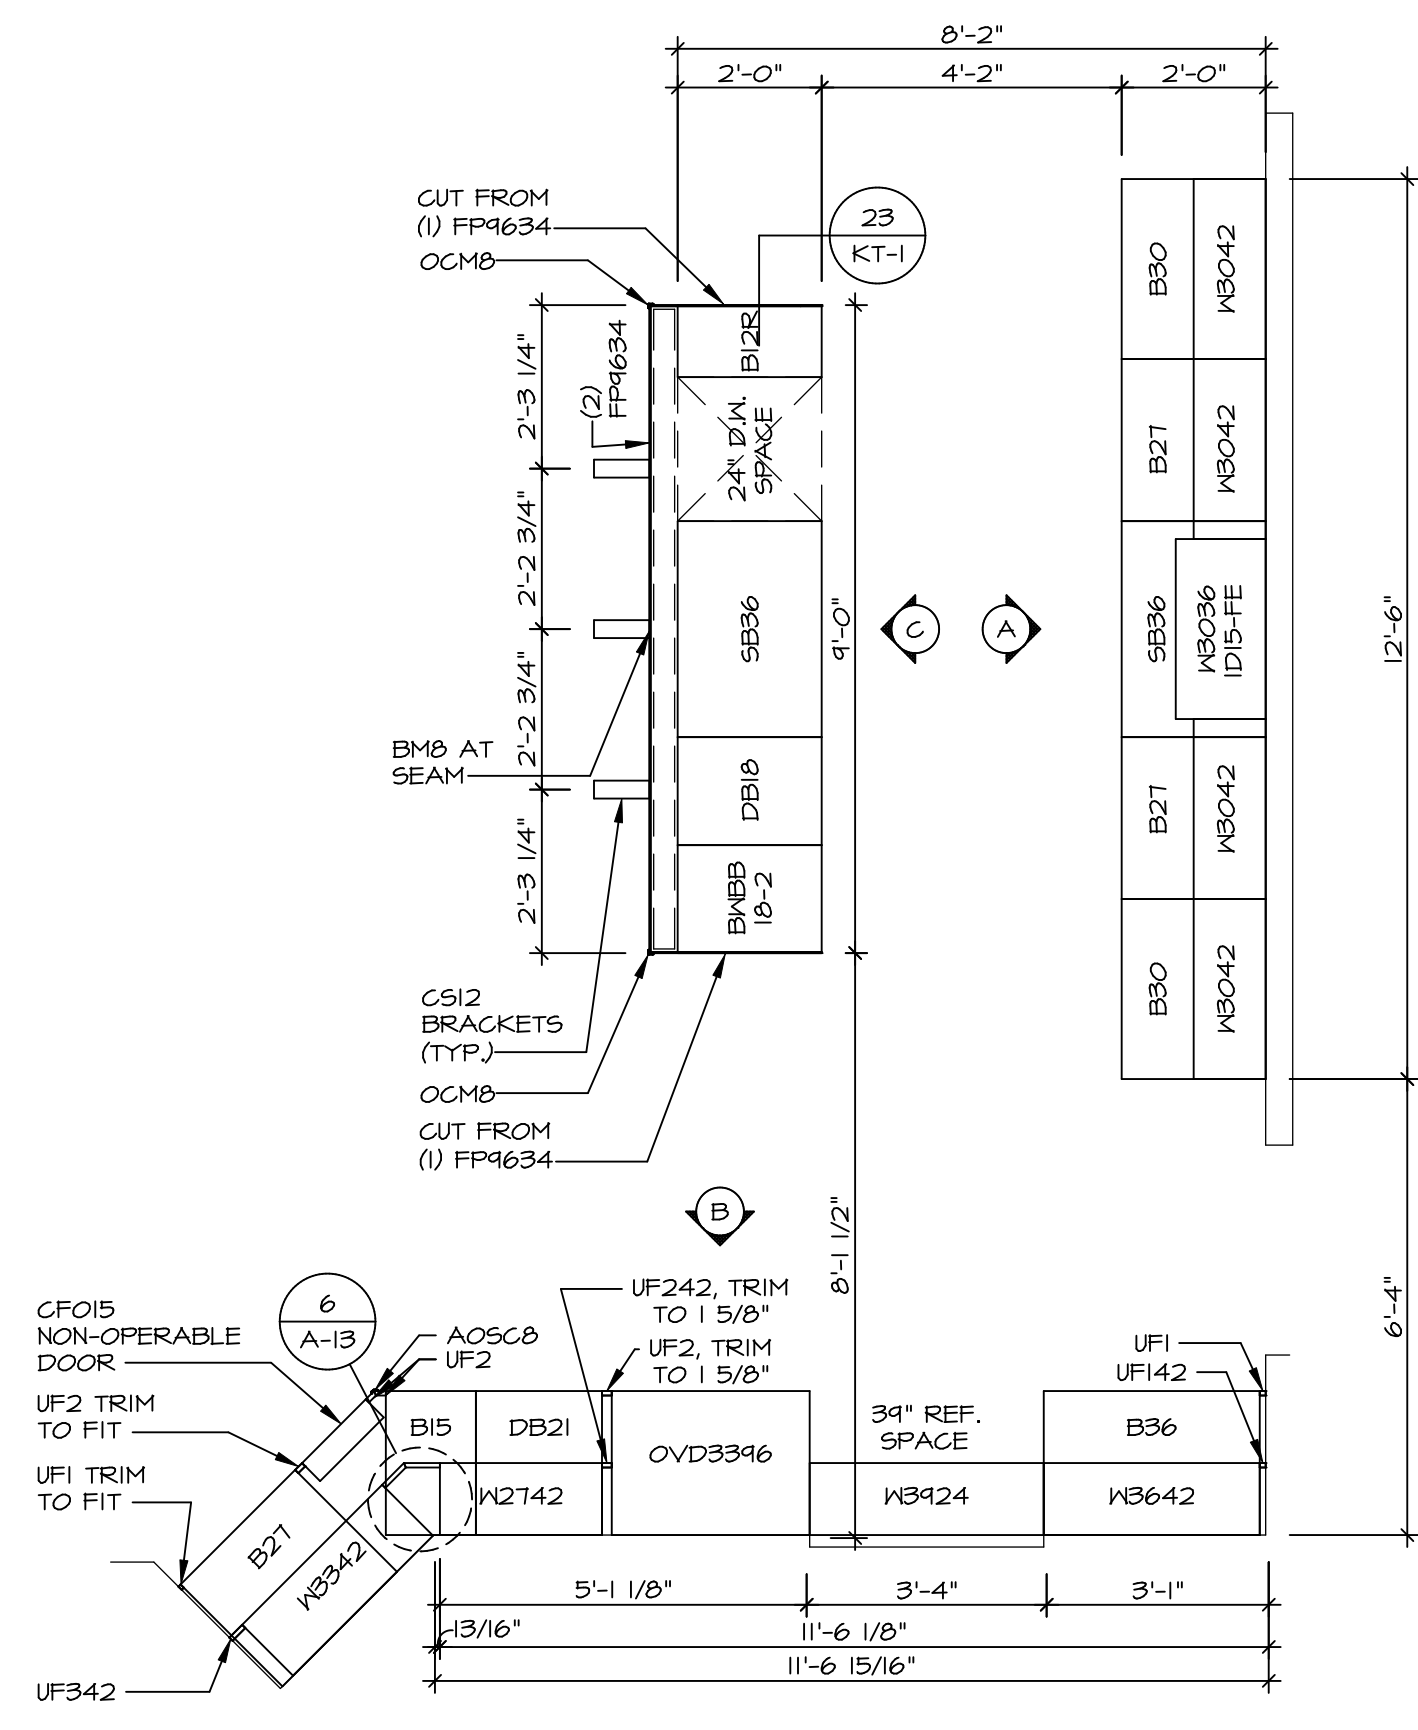 8'-2"
2'-0"
4'-2"
2'-0"
CUT FROM
(1) FP9634
OCM8
23
KT-1
2'-3 1/4"
(2)
FP9634
B12R
24" D.W.
SPACE
2'-2 3/4"
SB36
9'-0"
C
A
BM8 AT
SEAM
2'-2 3/4"
DB18
2'-3 1/4"
BWBB
18-2
B30
W3042
B27
W3042
SB36
W3036
1D15-FE
12'-6"
B27
W3042
B30
W3042
CS12
BRACKETS
(TYP.)
OCM8
CUT FROM
(1) FP9634
B
8'-1 1/2"
6'-4"
UF242, TRIM
TO 1 5/8"
UF2, TRIM
TO 1 5/8"
CFO15
NON-OPERABLE
DOOR
6
A-13
AOSC8
UF2
UF1
UF142
UF2 TRIM
TO FIT
B15
DB21
OVD3396
39" REF.
SPACE
B36
UF1 TRIM
TO FIT
W2742
W3924
W3642
B27
W3342
5'-1 1/8"
3'-4"
3'-1"
13/16"
11'-6 1/8"
11'-6 15/16"
UF342